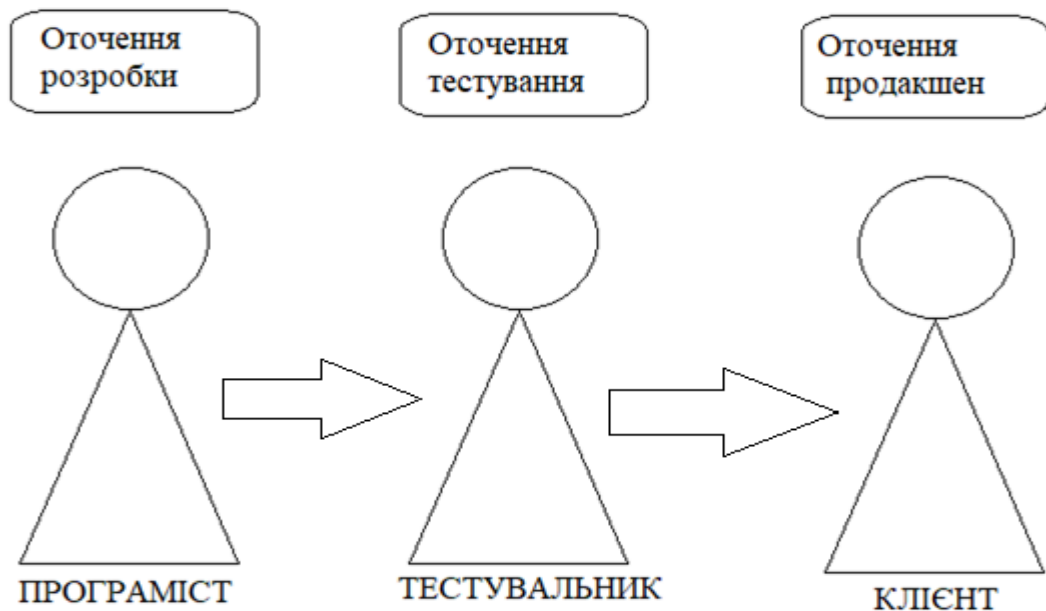 Оточення
розробки
Оточення
тестування
Оточення
продакшен
ПРОГРАМІСТ
ТЕСТУВАЛЬНИК
КЛІЄНТ